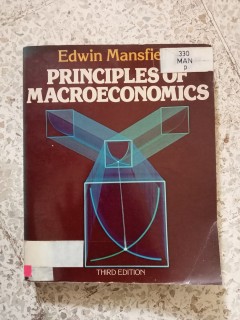 Edwin Mansfie
330
MAN
PRINCIPLES OF
MACROECONOMICS
THIRD EDITION